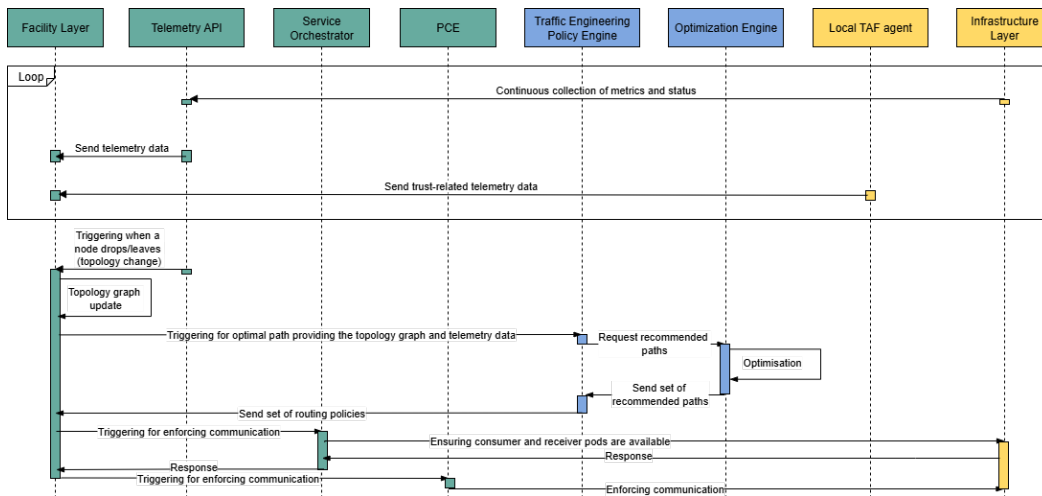 Facility Layer
Telemetry API
Service
Orchestrator
PCE
Traffic Engineering
Policy Engine
Optimization Engine
Local TAF agent
Infrastructure
Layer
Loop
Continuous collection of metrics and status
Send telemetry data
Send trust-related telemetry data
Triggering when a
node drops/leaves
(topology change)
Topology graph
update
Triggering for optimal path providing the topology graph and telemetry data
Request recommended
paths
Optimisation
Send set of
recommended paths
Send set of routing policies
Triggering for enforcing communication
Ensuring consumer and receiver pods are available
Response
Response
Triggering for enforcing communication
Enforcing communication